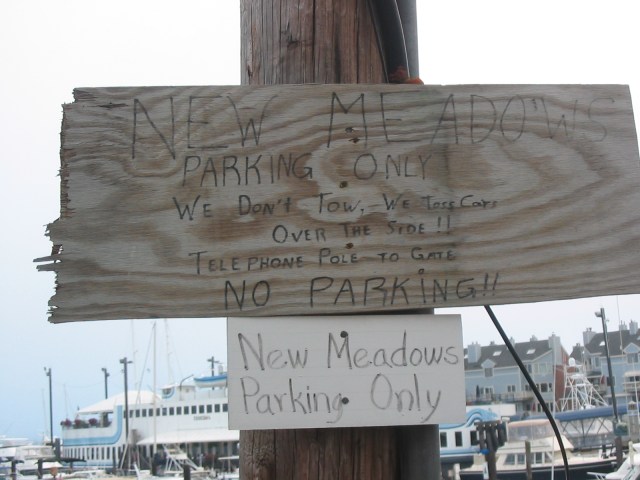 NEW MEADOWS
PARKING ONLY
WE DON'T TOW, WE TOSS CARS
OVER THE SIDE!!
TELEPHONE POLE TO GATE
NO PARKING!!
New Meadows
Parking Only